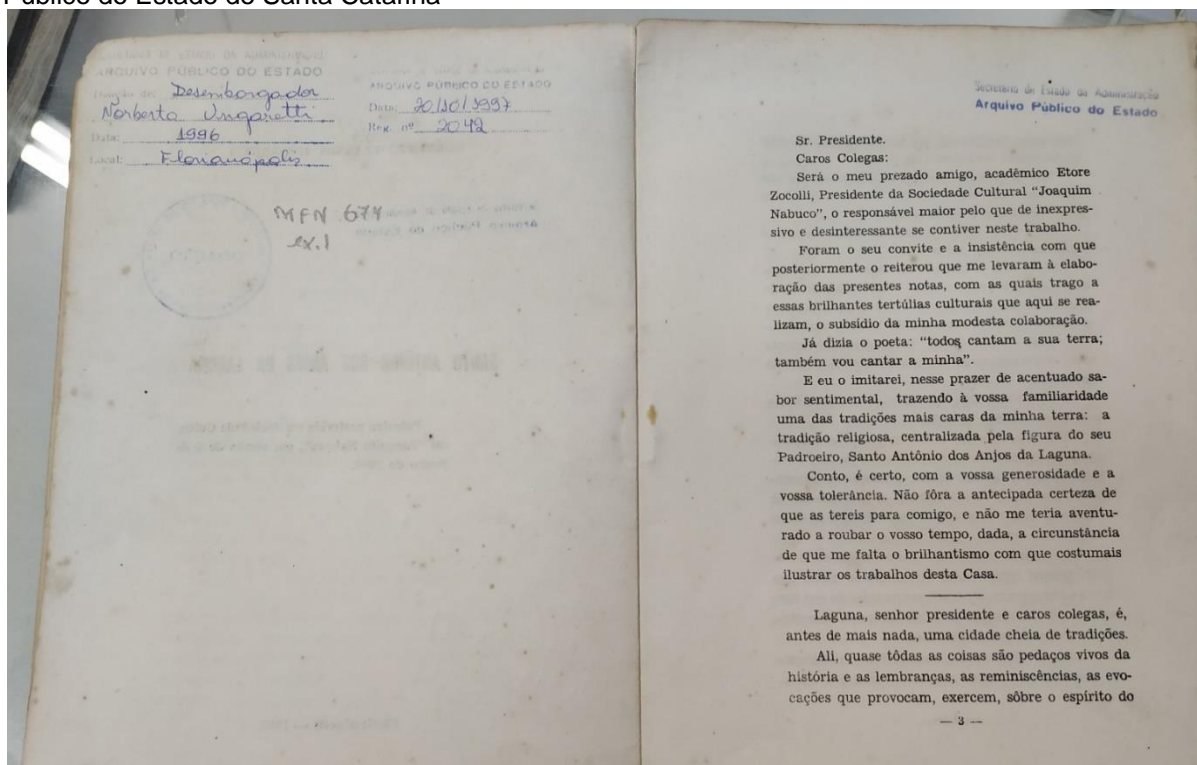 Público do Estado de Santa Catarina
ARQUIVO PÚBLICO DO ESTADO
Doação de: Desembargador
Norberto Ungaretti
Data: 1996
Local: Florianópolis
ARQUIVO PÚBLICO DO ESTADO
Data: 20/10/1997
Reg. nº 2042
MFN 674
ex.1
Secretaria de Estado da Administração
Arquivo Público do Estado
Sr. Presidente.
Caros Colegas:
Será o meu prezado amigo, acadêmico Etore
Zocolli, Presidente da Sociedade Cultural “Joaquim
Nabuco”, o responsável maior pelo que de inexpres-
sivo e desinteressante se contiver neste trabalho.
Foram o seu convite e a insistência com que
posteriormente o reiterou que me levaram à elabo-
ração das presentes notas, com as quais trago a
essas brilhantes tertúlias culturais que aqui se rea-
lizam, o subsídio da minha modesta colaboração.
Já dizia o poeta: “todos cantam a sua terra;
também vou cantar a minha”.
E eu o imitarei, nesse prazer de acentuado sa-
bor sentimental, trazendo à vossa familiaridade
uma das tradições mais caras da minha terra: a
tradição religiosa, centralizada pela figura do seu
Padroeiro, Santo Antônio dos Anjos da Laguna.
Conto, é certo, com a vossa generosidade e a
vossa tolerância. Não fôra a antecipada certeza de
que as tereis para comigo, e não me teria aventu-
rado a roubar o vosso tempo, dada, a circunstância
de que me falta o brilhantismo com que costumais
ilustrar os trabalhos desta Casa.
Laguna, senhor presidente e caros colegas, é,
antes de mais nada, uma cidade cheia de tradições.
Ali, quase tôdas as coisas são pedaços vivos da
história e as lembranças, as reminiscências, as evo-
cações que provocam, exercem, sôbre o espírito do
— 3 —